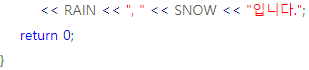 << RAIN << ", " << SNOW << "입니다.";
return 0;
}